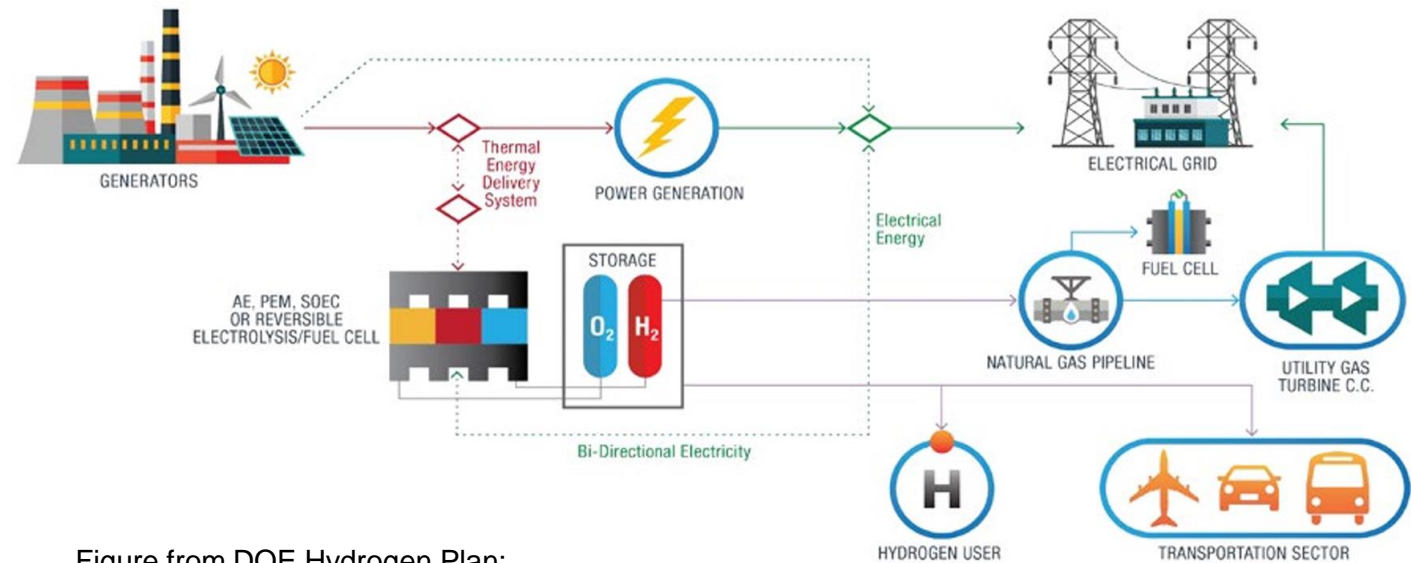 GENERATORS
Thermal
Energy
Delivery
System
POWER GENERATION
ELECTRICAL GRID
Electrical
Energy
FUEL CELL
STORAGE
O2
H2
AE, PEM, SOEC
OR REVERSIBLE
ELECTROLYSIS/FUEL CELL
NATURAL GAS PIPELINE
UTILITY GAS
TURBINE C.C.
Bi-Directional Electricity
H
HYDROGEN USER
TRANSPORTATION SECTOR
Figure from DOE Hydrogen Plan: